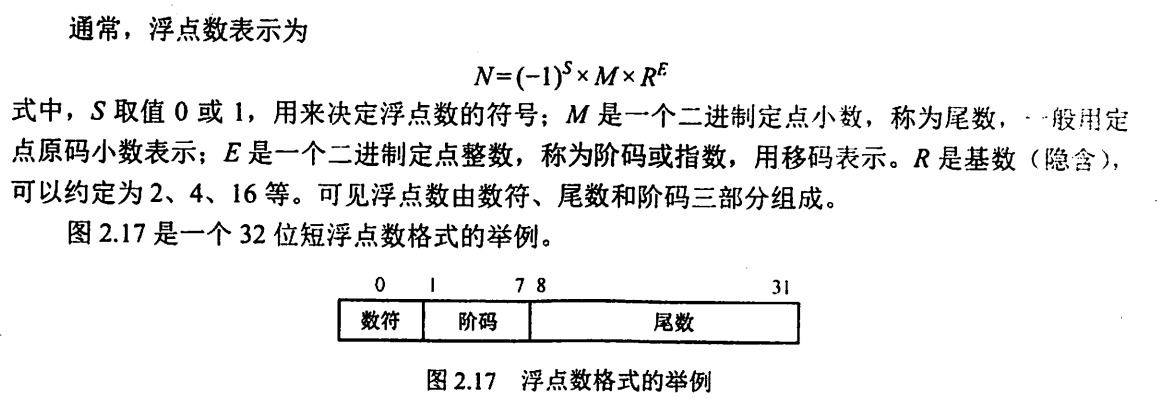 通常，浮点数表示为
N=(−1)^S×M×R^E
式中，S 取值 0 或 1，用来决定浮点数的符号；M 是一个二进制定点小数，称为尾数，一般用定
点原码小数表示；E 是一个二进制定点整数，称为阶码或指数，用移码表示。R 是基数（隐含），
可以约定为 2、4、16 等。可见浮点数由数符、尾数和阶码三部分组成。
图 2.17 是一个 32 位短浮点数格式的举例。
0 1 7 8 31
数符 阶码 尾数
图 2.17 浮点数格式的举例